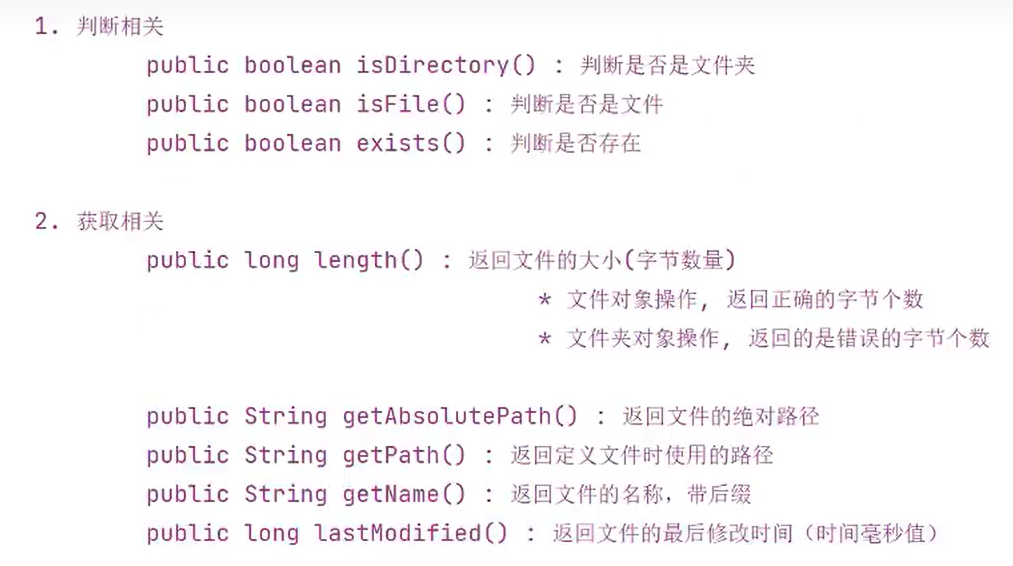 1. 判断相关
public boolean isDirectory() : 判断是否是文件夹
public boolean isFile() : 判断是否是文件
public boolean exists() : 判断是否存在
2. 获取相关
public long length() : 返回文件的大小(字节数量)
* 文件对象操作, 返回正确的字节个数
* 文件夹对象操作, 返回的是错误的字节个数
public String getAbsolutePath() : 返回文件的绝对路径
public String getPath() : 返回定义文件时使用的路径
public String getName() : 返回文件的名称，带后缀
public long lastModified() : 返回文件的最后修改时间（时间毫秒值）